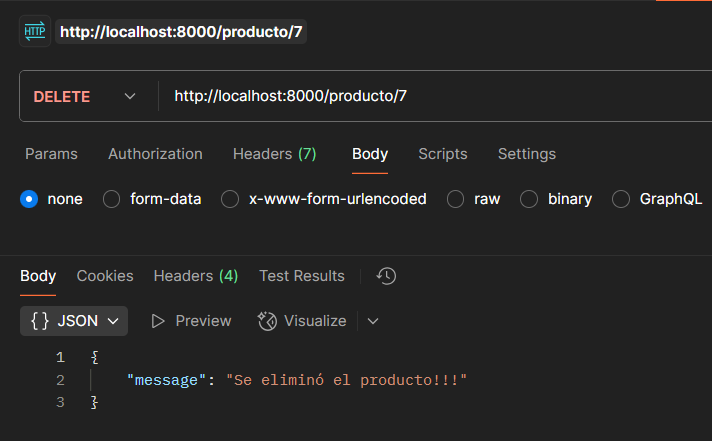 HTTP http://localhost:8000/producto/7
DELETE http://localhost:8000/producto/7
Params Authorization Headers (7) Body Scripts Settings
none form-data x-www-form-urlencoded raw binary GraphQL
Body Cookies Headers (4) Test Results
{} JSON Preview Visualize
1 {
2 "message": "Se eliminó el producto!!!"
3 }